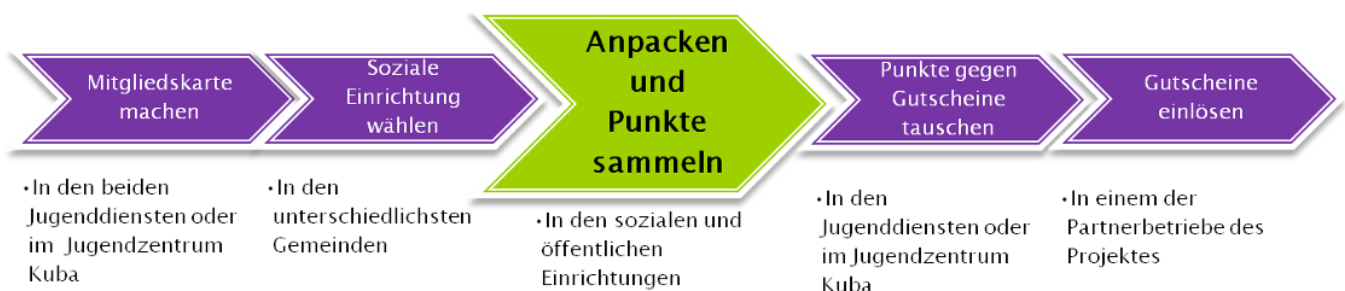 Mitgliedskarte
machen
Soziale
Einrichtung
wählen
Anpacken
und
Punkte
sammeln
Punkte gegen
Gutscheine
tauschen
Gutscheine
einlösen
•In den beiden
Jugenddiensten oder
im Jugendzentrum
Kuba
•In den
unterschiedlichsten
Gemeinden
•In den sozialen und
öffentlichen
Einrichtungen
•In den
Jugenddiensten oder
im Jugendzentrum
Kuba
•In einem der
Partnerbetriebe des
Projektes